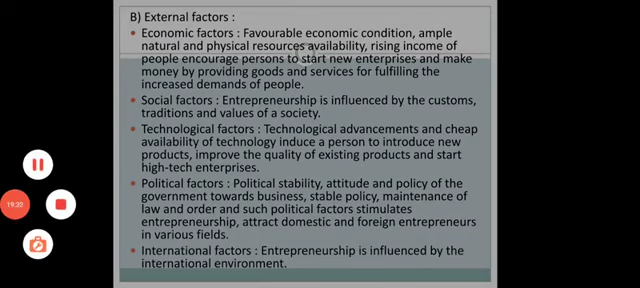 B) External factors :
• Economic factors : Favourable economic condition, ample
natural and physical resources availability, rising income of
people encourage persons to start new enterprises and make
money by providing goods and services for fulfilling the
increased demands of people.
• Social factors : Entrepreneurship is influenced by the customs,
traditions and values of a society.
• Technological factors : Technological advancements and cheap
availability of technology induce a person to introduce new
products, improve the quality of existing products and start
high-tech enterprises.
• Political factors : Political stability, attitude and policy of the
government towards business, stable policy, maintenance of
law and order and such political factors stimulates
entrepreneurship, attract domestic and foreign entrepreneurs
in various fields.
• International factors : Entrepreneurship is influenced by the
international environment.
19:32